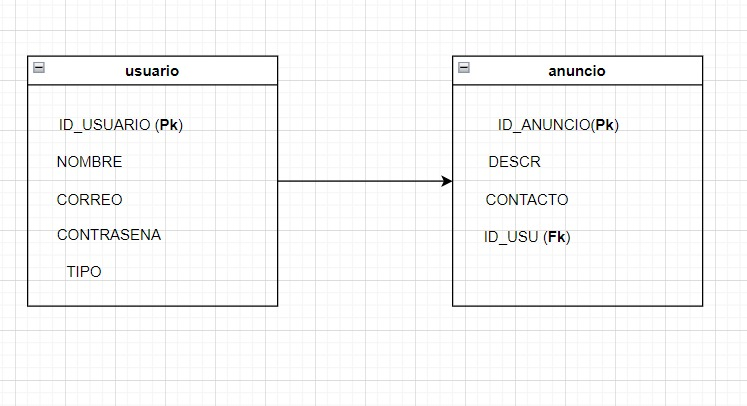 usuario
ID_USUARIO (Pk)
NOMBRE
CORREO
CONTRASENA
TIPO
anuncio
ID_ANUNCIO(Pk)
DESCR
CONTACTO
ID_USU (Fk)